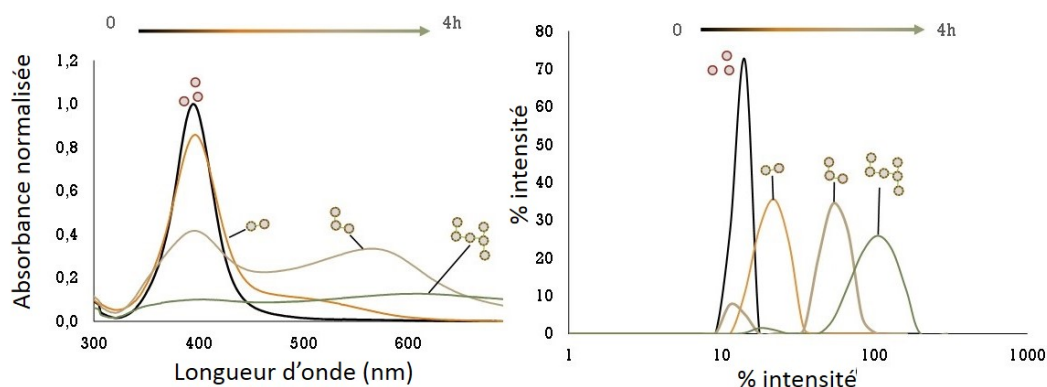 0 4h
1,2
1,0
0,8
0,6
0,4
0,2
0,0
300 400 500 600
Absorbance normalisée
Longueur d’onde (nm)
0 4h
80
70
60
50
40
30
20
10
0
1 10 100 1000
% intensité
% intensité